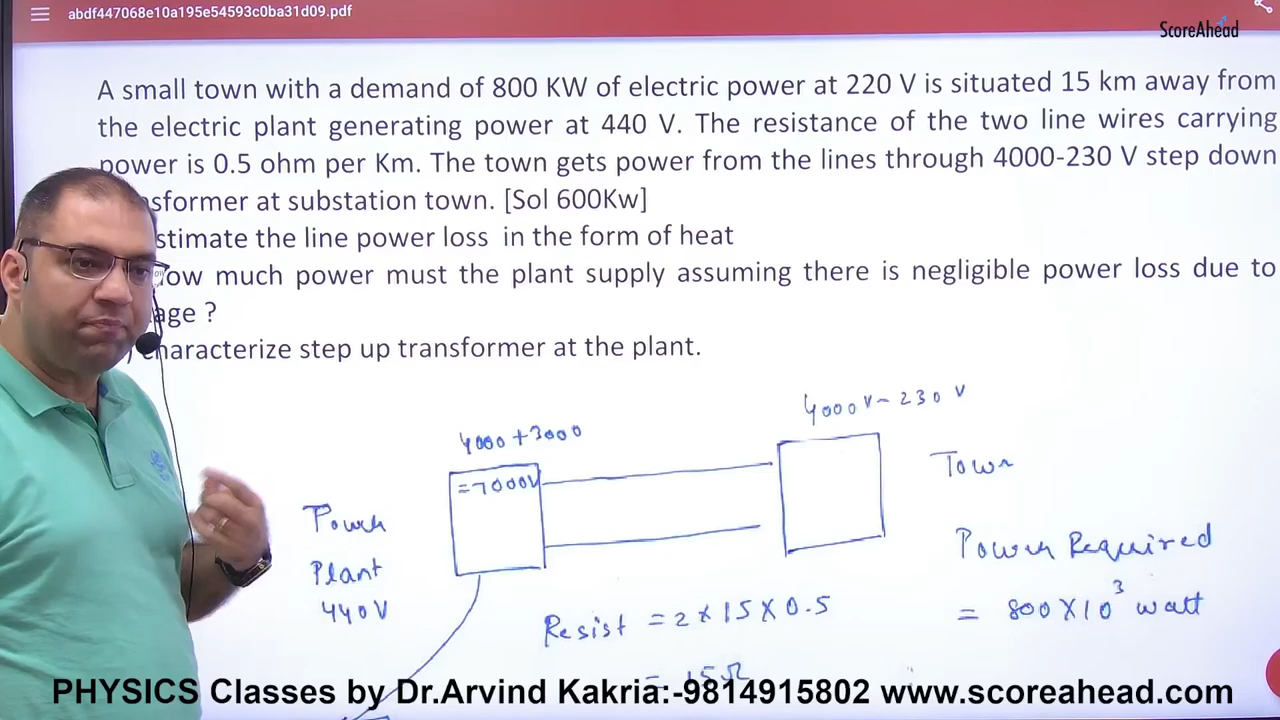 abdf447068e10a195e54593c0ba31d09.pdf
ScoreAhead
A small town with a demand of 800 KW of electric power at 220 V is situated 15 km away from
the electric plant generating power at 440 V. The resistance of the two line wires carrying
power is 0.5 ohm per Km. The town gets power from the lines through 4000-230 V step down
sformer at substation town. [Sol 600Kw]
stimate the line power loss in the form of heat
ow much power must the plant supply assuming there is negligible power loss due to
age ?
) characterize step up transformer at the plant.
4000V-230 V
4000+3000
=7000V
Town
Power
Plant
440V
Power Required
= 800X10³ watt
Resist = 2 X 15 X 0.5
= 15Ω
PHYSICS Classes by Dr.Arvind Kakria:-9814915802 www.scoreahead.com